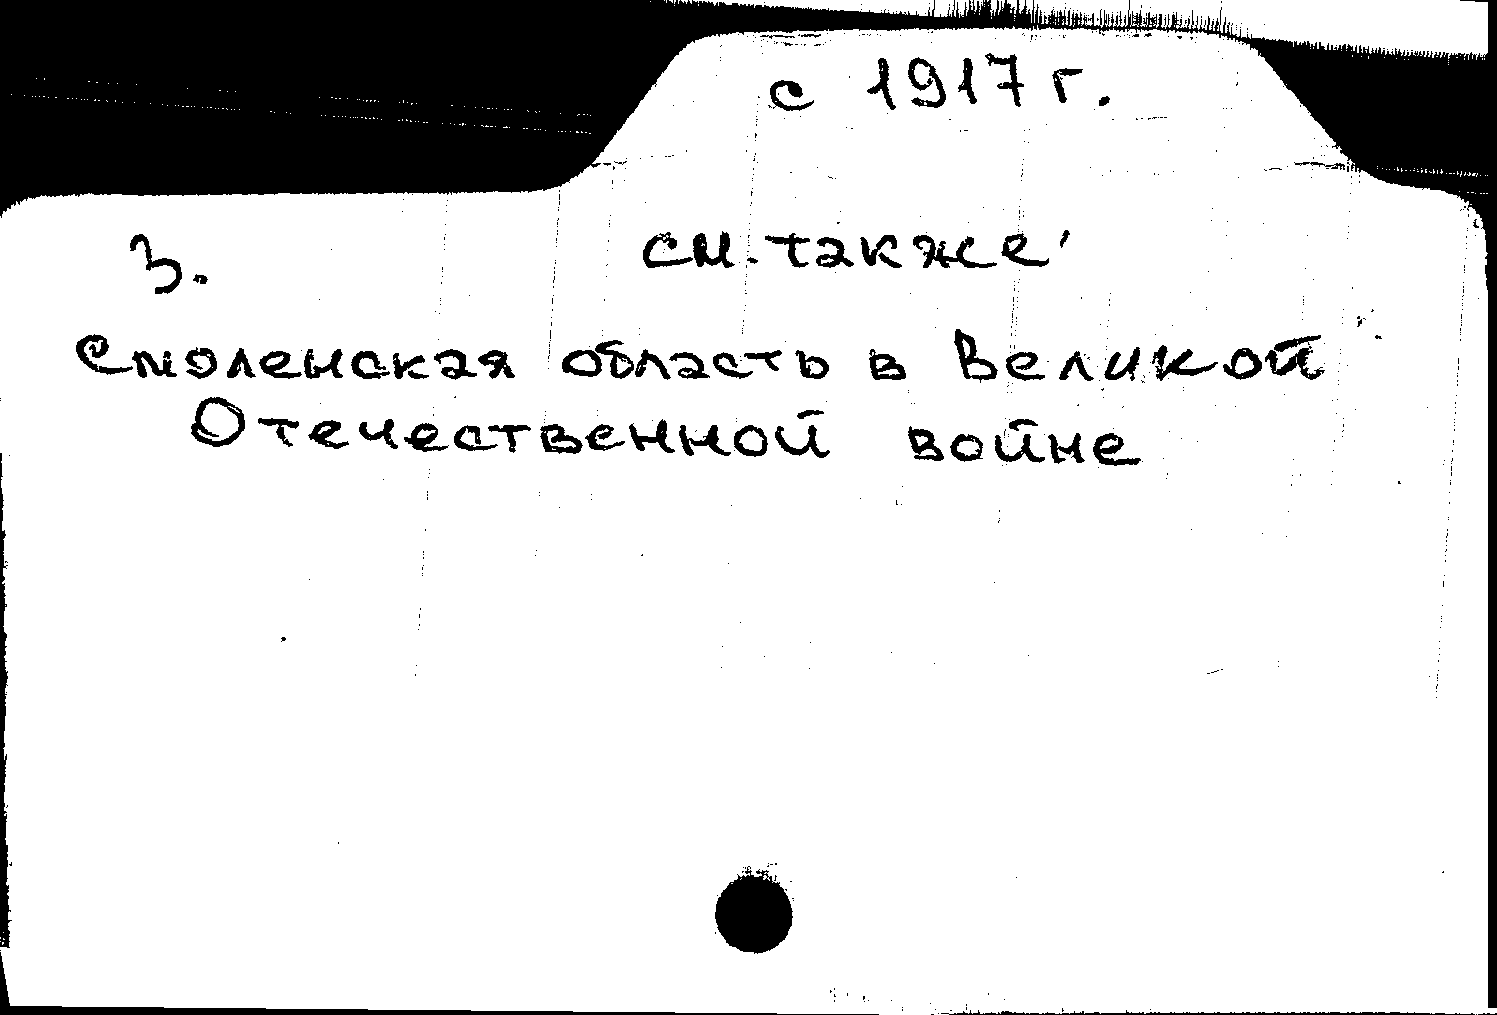 с 1917 г.
3. см. также
Смоленская область в Великой
Отечественной войне